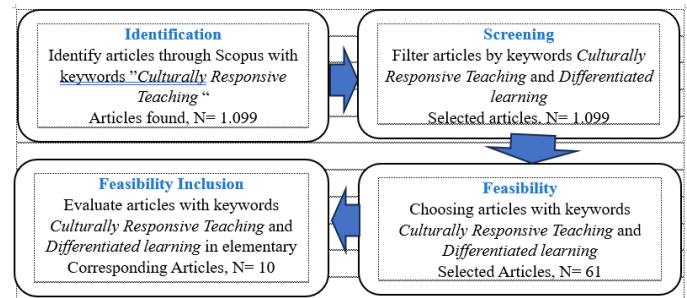 Identification
Identify articles through Scopus with
keywords ”Culturally Responsive
Teaching “
Articles found, N= 1.099
Screening
Filter articles by keywords Culturally
Responsive Teaching and Differentiated
learning
Selected articles. N= 1.099
Feasibility
Choosing articles with keywords
Culturally Responsive Teaching and
Differentiated learning
Selected Articles, N= 61
Feasibility Inclusion
Evaluate articles with keywords
Culturally Responsive Teaching and
Differentiated learning in elementary
Corresponding Articles, N= 10